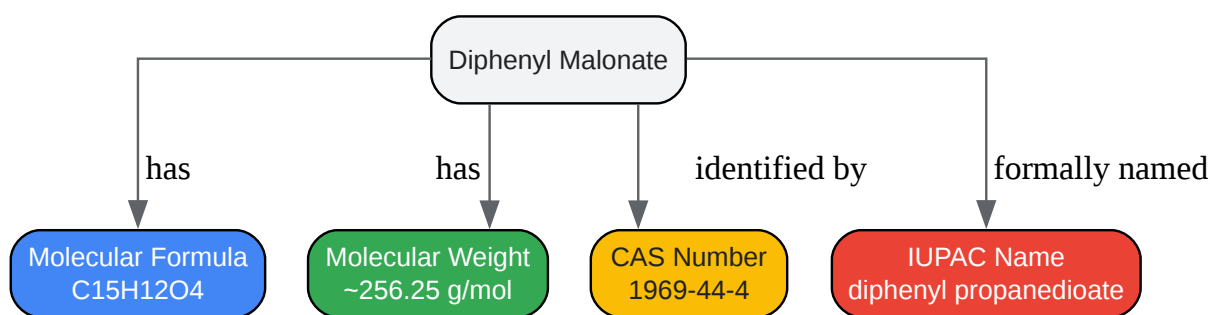 Diphenyl Malonate
has
has
identified by
formally named
Molecular Formula
C15H12O4
Molecular Weight
~256.25 g/mol
CAS Number
1969-44-4
IUPAC Name
diphenyl propanedioate